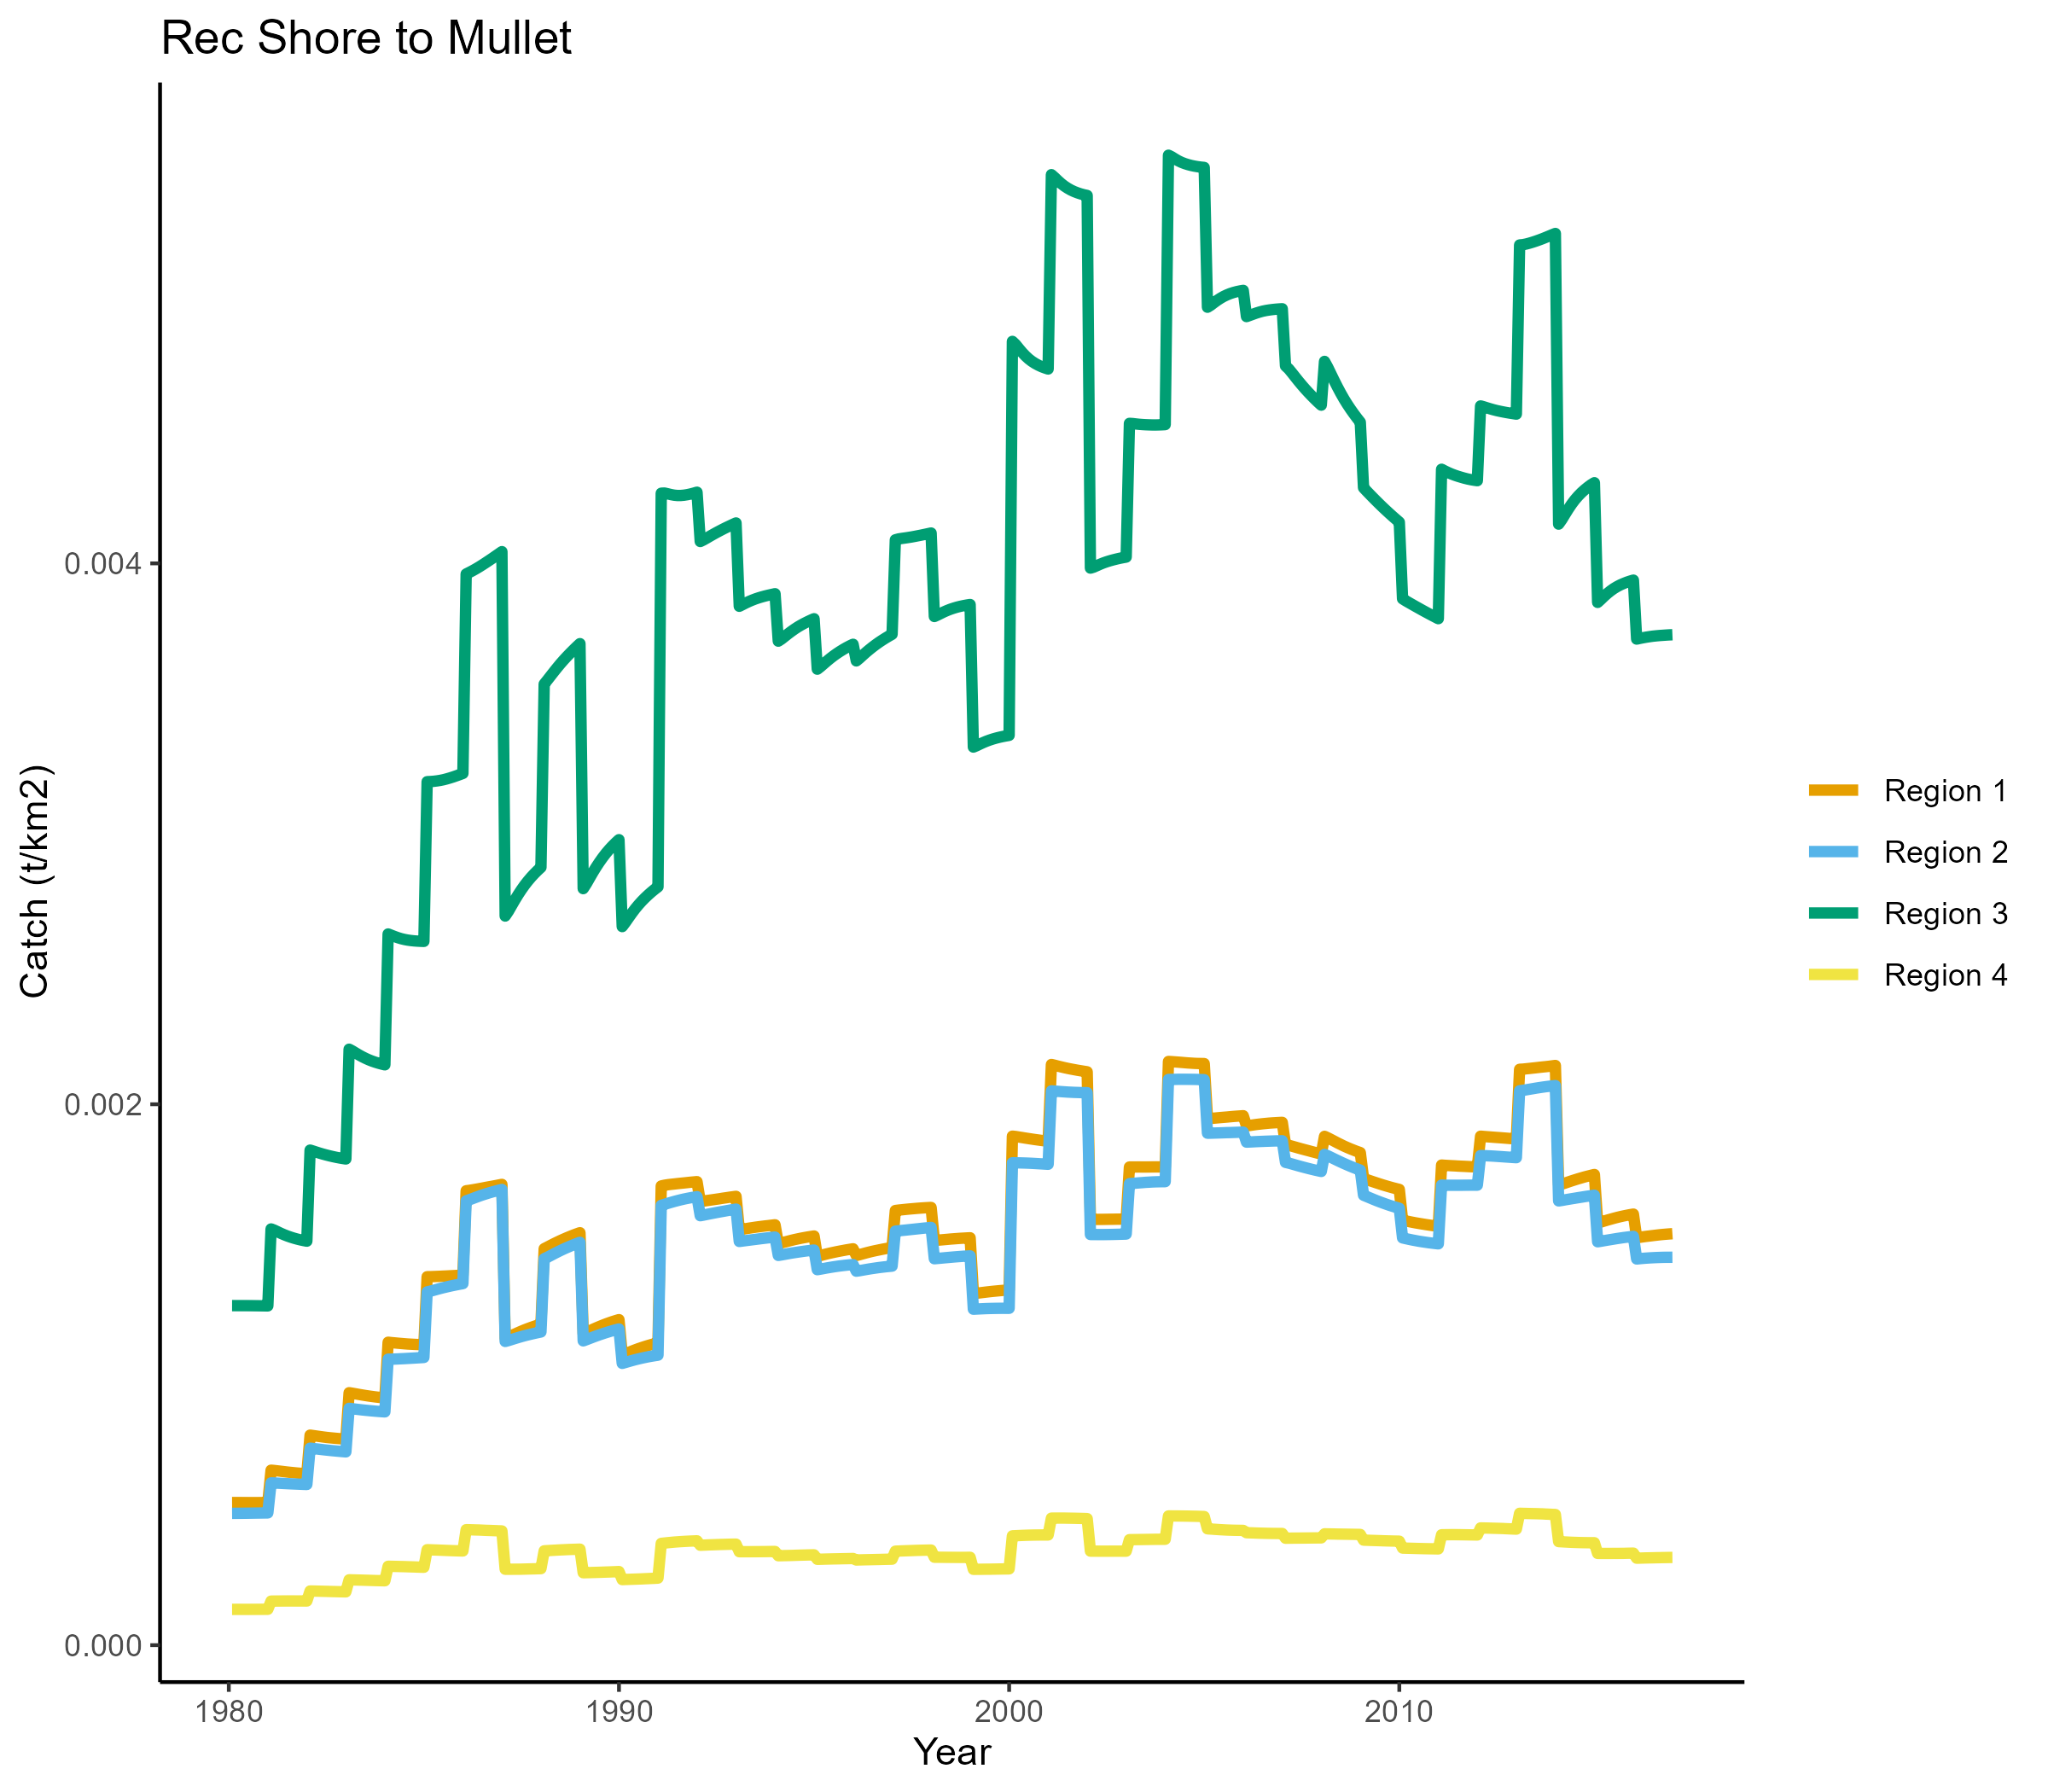 Rec Shore to Mullet
Catch (t/km2)
0.004
0.002
0.000
1980
1990
2000
2010
Year
Region 1
Region 2
Region 3
Region 4